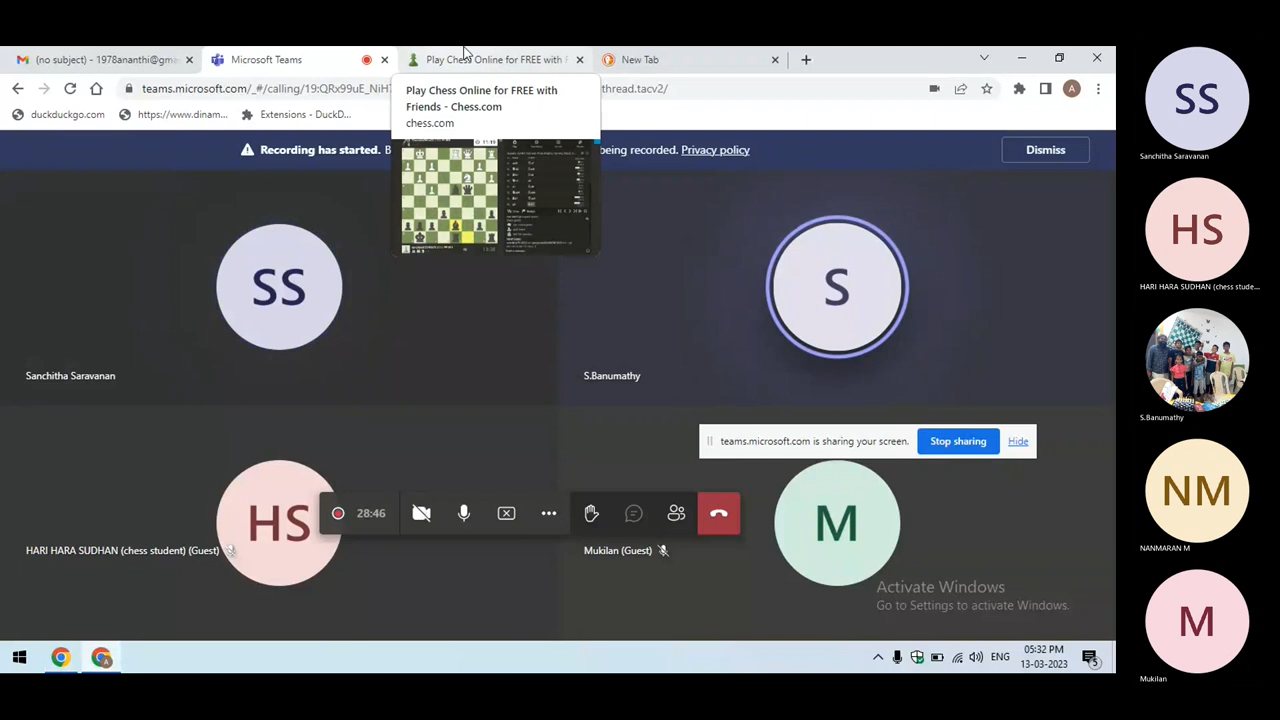 (no subject) - 1978ananthi@gma
Microsoft Teams
Play Chess Online for FREE with F
New Tab
teams.microsoft.com/_#/calling/19:QRx99uE_NiH
thread.tacv2/
duckduckgo.com
https://www.dinam...
Extensions - DuckD...
Play Chess Online for FREE with
Friends - Chess.com
chess.com
Recording has started. B
being recorded. Privacy policy
Dismiss
SS
Sanchitha Saravanan
S
S.Banumathy
teams.microsoft.com is sharing your screen.
Stop sharing
Hide
HS
28:46
HARI HARA SUDHAN (chess student) (Guest)
M
Mukilan (Guest)
Activate Windows
Go to Settings to activate Windows.
ENG
05:32 PM
13-03-2023
5
SS
Sanchitha Saravanan
HS
HARI HARA SUDHAN (chess stude...
S.Banumathy
NM
NANMARAN M
M
Mukilan